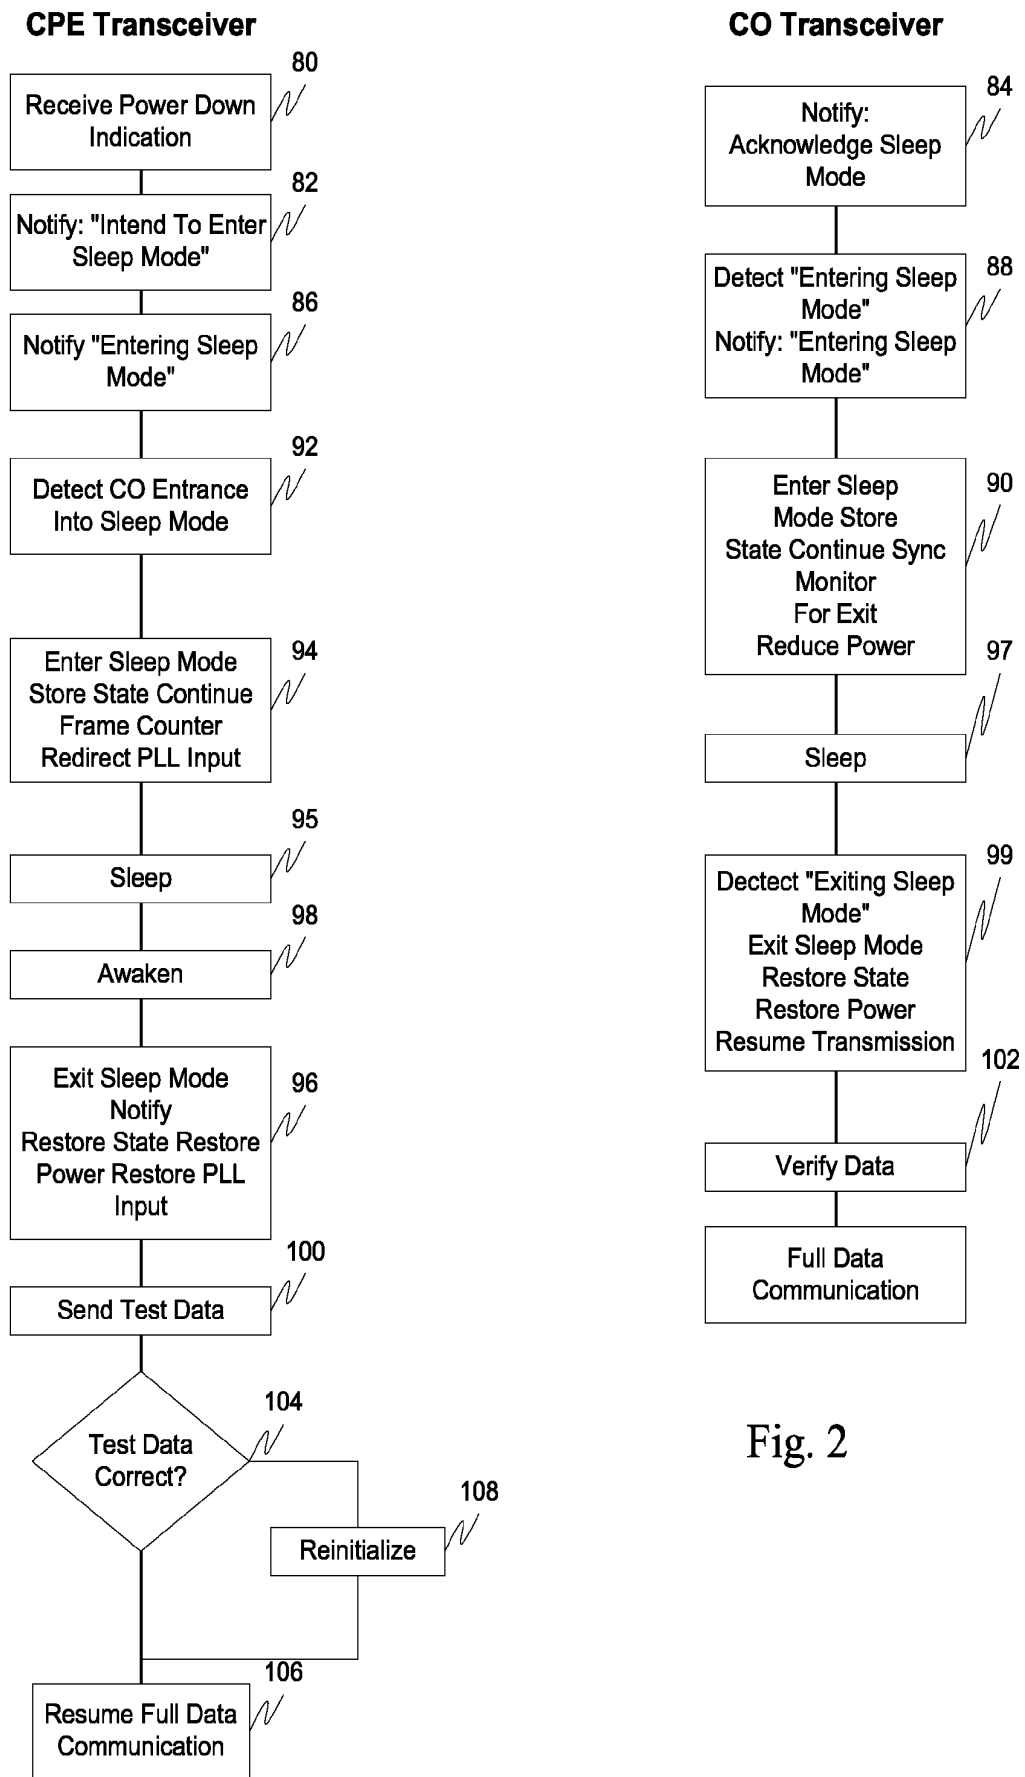 CPE Transceiver
80
Receive Power Down
Indication
82
Notify: "Intend To Enter
Sleep Mode"
86
Notify "Entering Sleep
Mode"
92
Detect CO Entrance
Into Sleep Mode
94
Enter Sleep Mode
Store State Continue
Frame Counter
Redirect PLL Input
95
Sleep
98
Awaken
96
Exit Sleep Mode
Notify
Restore State Restore
Power Restore PLL
Input
100
Send Test Data
104
Test Data
Correct?
108
Reinitialize
106
Resume Full Data
Communication
CO Transceiver
84
Notify:
Acknowledge Sleep
Mode
88
Detect "Entering Sleep
Mode"
Notify: "Entering Sleep
Mode"
90
Enter Sleep
Mode Store
State Continue Sync
Monitor
For Exit
Reduce Power
97
Sleep
99
Dectect "Exiting Sleep
Mode"
Exit Sleep Mode
Restore State
Restore Power
Resume Transmission
102
Verify Data
Full Data
Communication
Fig. 2